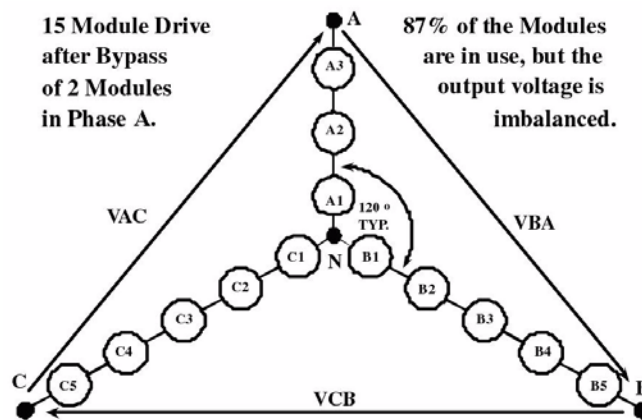 15 Module Drive
after Bypass
of 2 Modules
in Phase A.
A
87% of the Modules
are in use, but the
output voltage is
imbalanced.
A3
A2
A1
VAC
120 o
TYP.
VBA
N
C1
B1
C2
B2
C3
B3
C4
B4
C
C5
B5
VCB